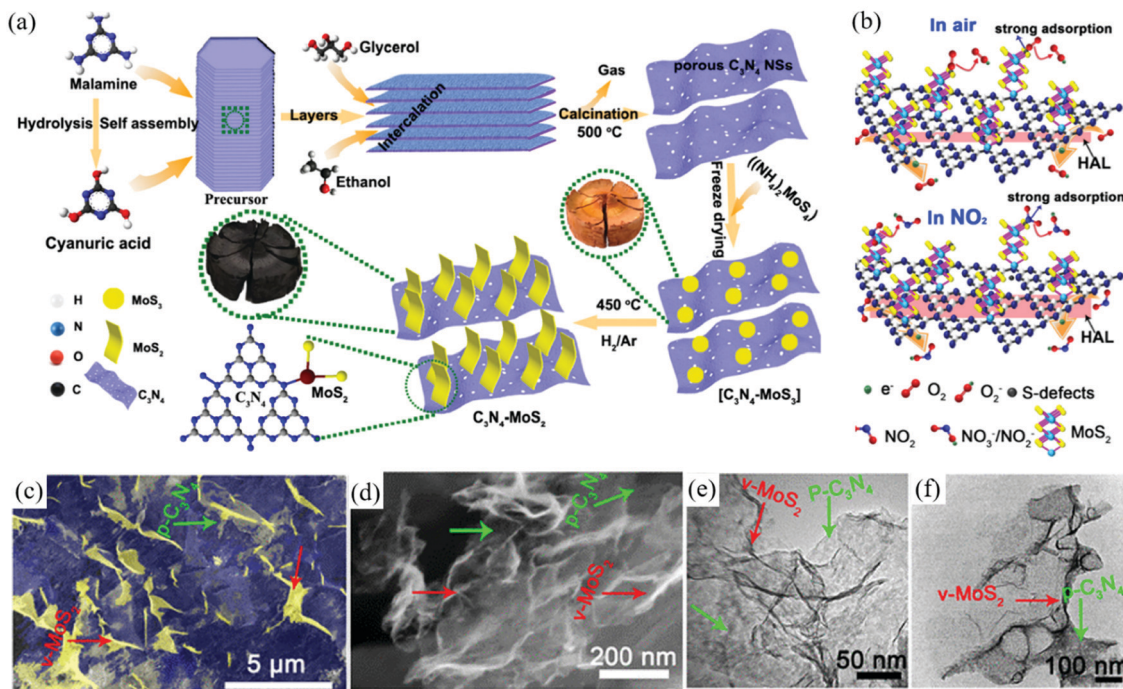 (a)
Malamine
Hydrolysis
Self assembly
Cyanuric acid
Precursor
Layers
Glycerol
Ethanol
Intercalation
Gas
Calcination
500 °C
porous C₃N₄ NSs
Freeze drying
((NH₄)₂MoS₄)
[C₃N₄-MoS₃]
450 °C
H₂/Ar
C₃N₄-MoS₂
C₃N₄
MoS₂
H
N
O
C
MoS₃
MoS₂
C₃N₄
(b)
In air
strong adsorption
HAL
In NO₂
strong adsorption
HAL
e⁻
O₂
O₂⁻
S-defects
NO₂
NO₃⁻/NO₂⁻
MoS₂
(c)
p-C₃N₄
v-MoS₂
5 μm
(d)
p-C₃N₄
v-MoS₂
200 nm
(e)
v-MoS₂
P-C₃N₄
50 nm
(f)
v-MoS₂
p-C₃N₄
100 nm